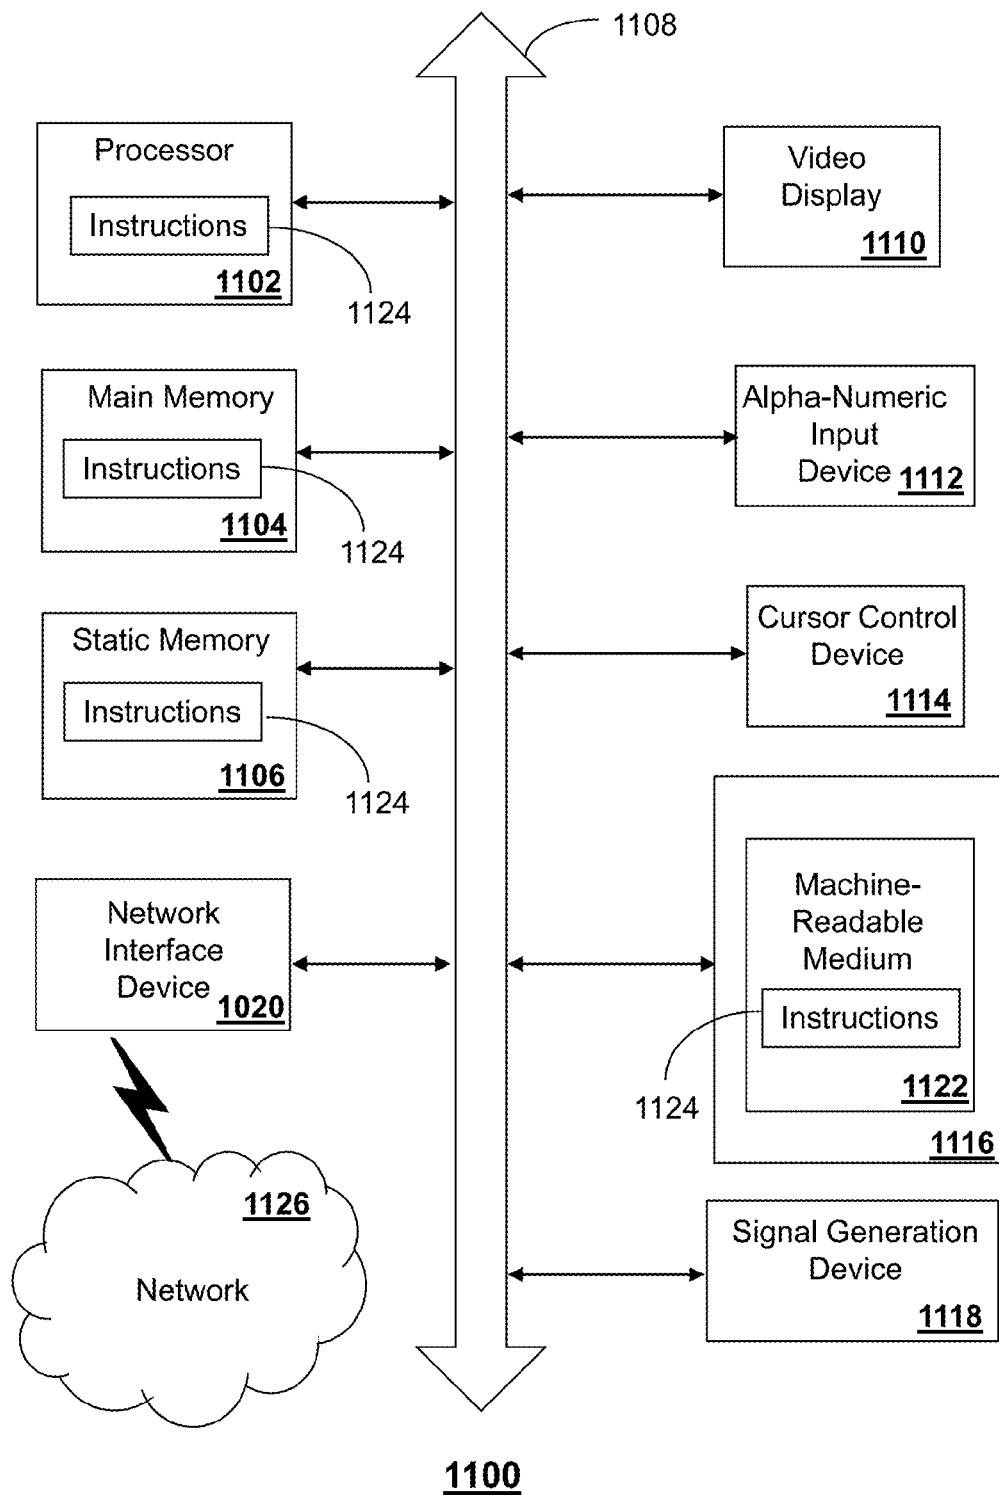 1108
Processor
Instructions
1102
1124
Video
Display
1110
Main Memory
Instructions
1104
1124
Alpha-Numeric
Input
Device
1112
Static Memory
Instructions
1106
1124
Cursor Control
Device
1114
Network
Interface
Device
1020
Machine-
Readable
Medium
Instructions
1122
1124
1116
1126
Network
Signal Generation
Device
1118
1100